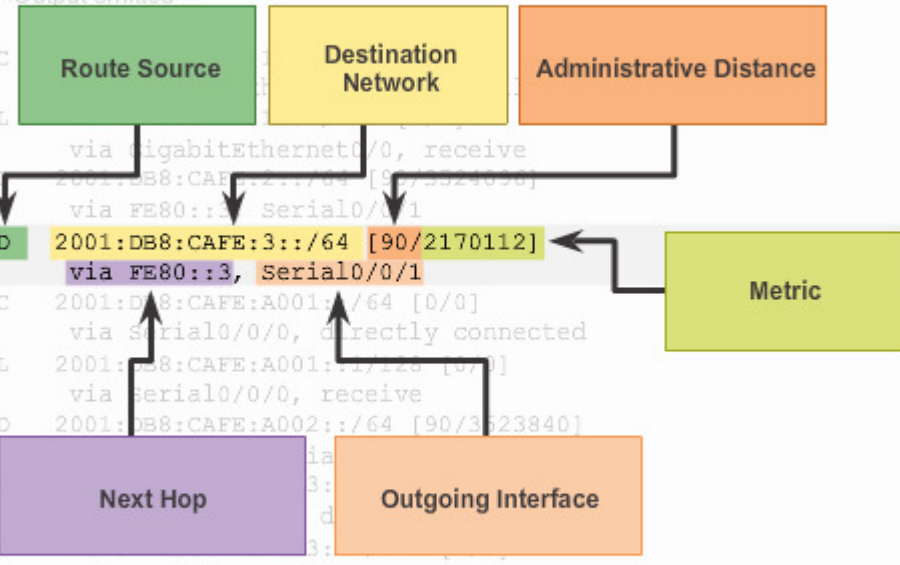 Route Source
Destination
Network
Administrative Distance
L
via GigabitEthernet0/0, receive
2001:DB8:CAFE:2::/64 [90/3524096]
via FE80::3, Serial0/0/1
D 2001:DB8:CAFE:3::/64 [90/2170112]
via FE80::3, Serial0/0/1
Metric
C 2001:DB8:CAFE:A001::/64 [0/0]
via Serial0/0/0, directly connected
L 2001:DB8:CAFE:A001::1/128 [0/0]
via Serial0/0/0, receive
D 2001:DB8:CAFE:A002::/64 [90/3523840]
Next Hop
Outgoing Interface